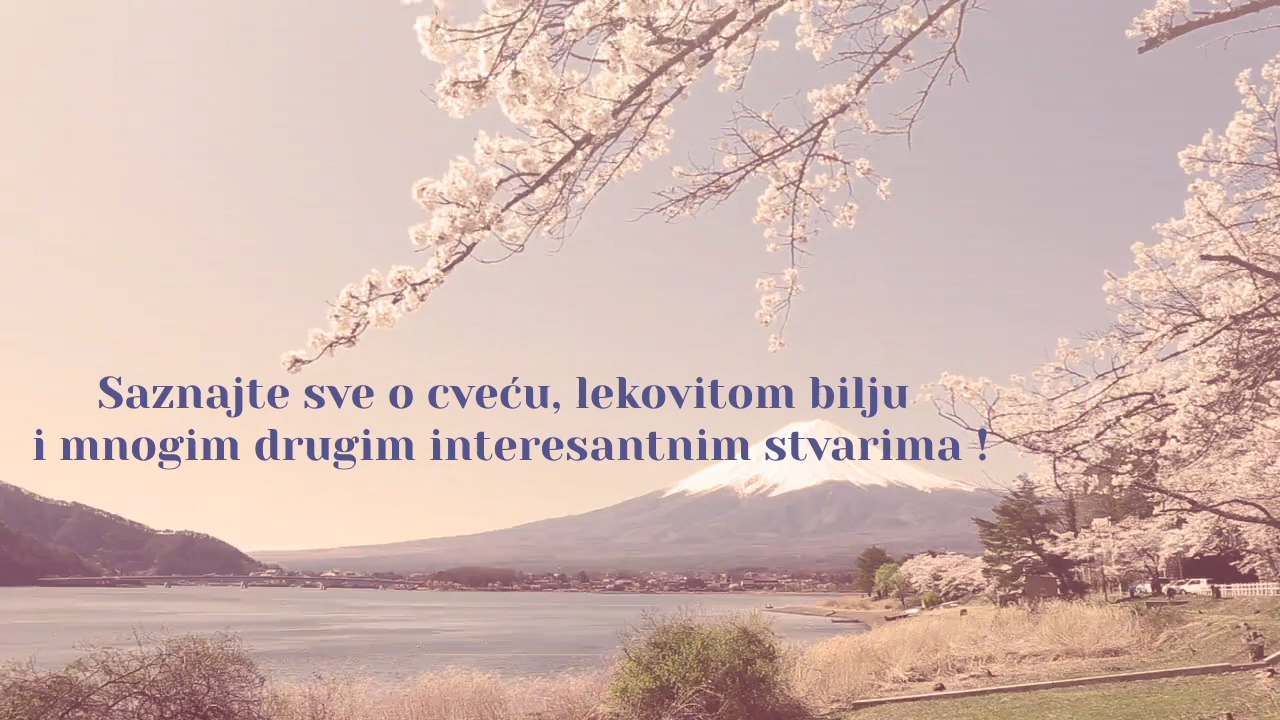 Saznajte sve o cveću, lekovitom bilju
i mnogim drugim interesantnim stvarima !